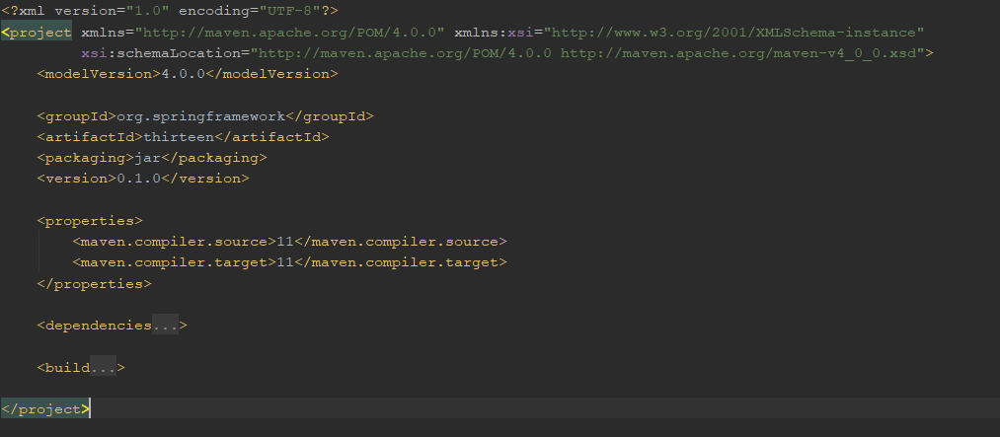 <?xml version="1.0" encoding="UTF-8"?>
<project xmlns="http://maven.apache.org/POM/4.0.0" xmlns:xsi="http://www.w3.org/2001/XMLSchema-instance"
         xsi:schemaLocation="http://maven.apache.org/POM/4.0.0 http://maven.apache.org/maven-v4_0_0.xsd">
    <modelVersion>4.0.0</modelVersion>

    <groupId>org.springframework</groupId>
    <artifactId>thirteen</artifactId>
    <packaging>jar</packaging>
    <version>0.1.0</version>

    <properties>
        <maven.compiler.source>11</maven.compiler.source>
        <maven.compiler.target>11</maven.compiler.target>
    </properties>

    <dependencies...>

    <build...>

</project>